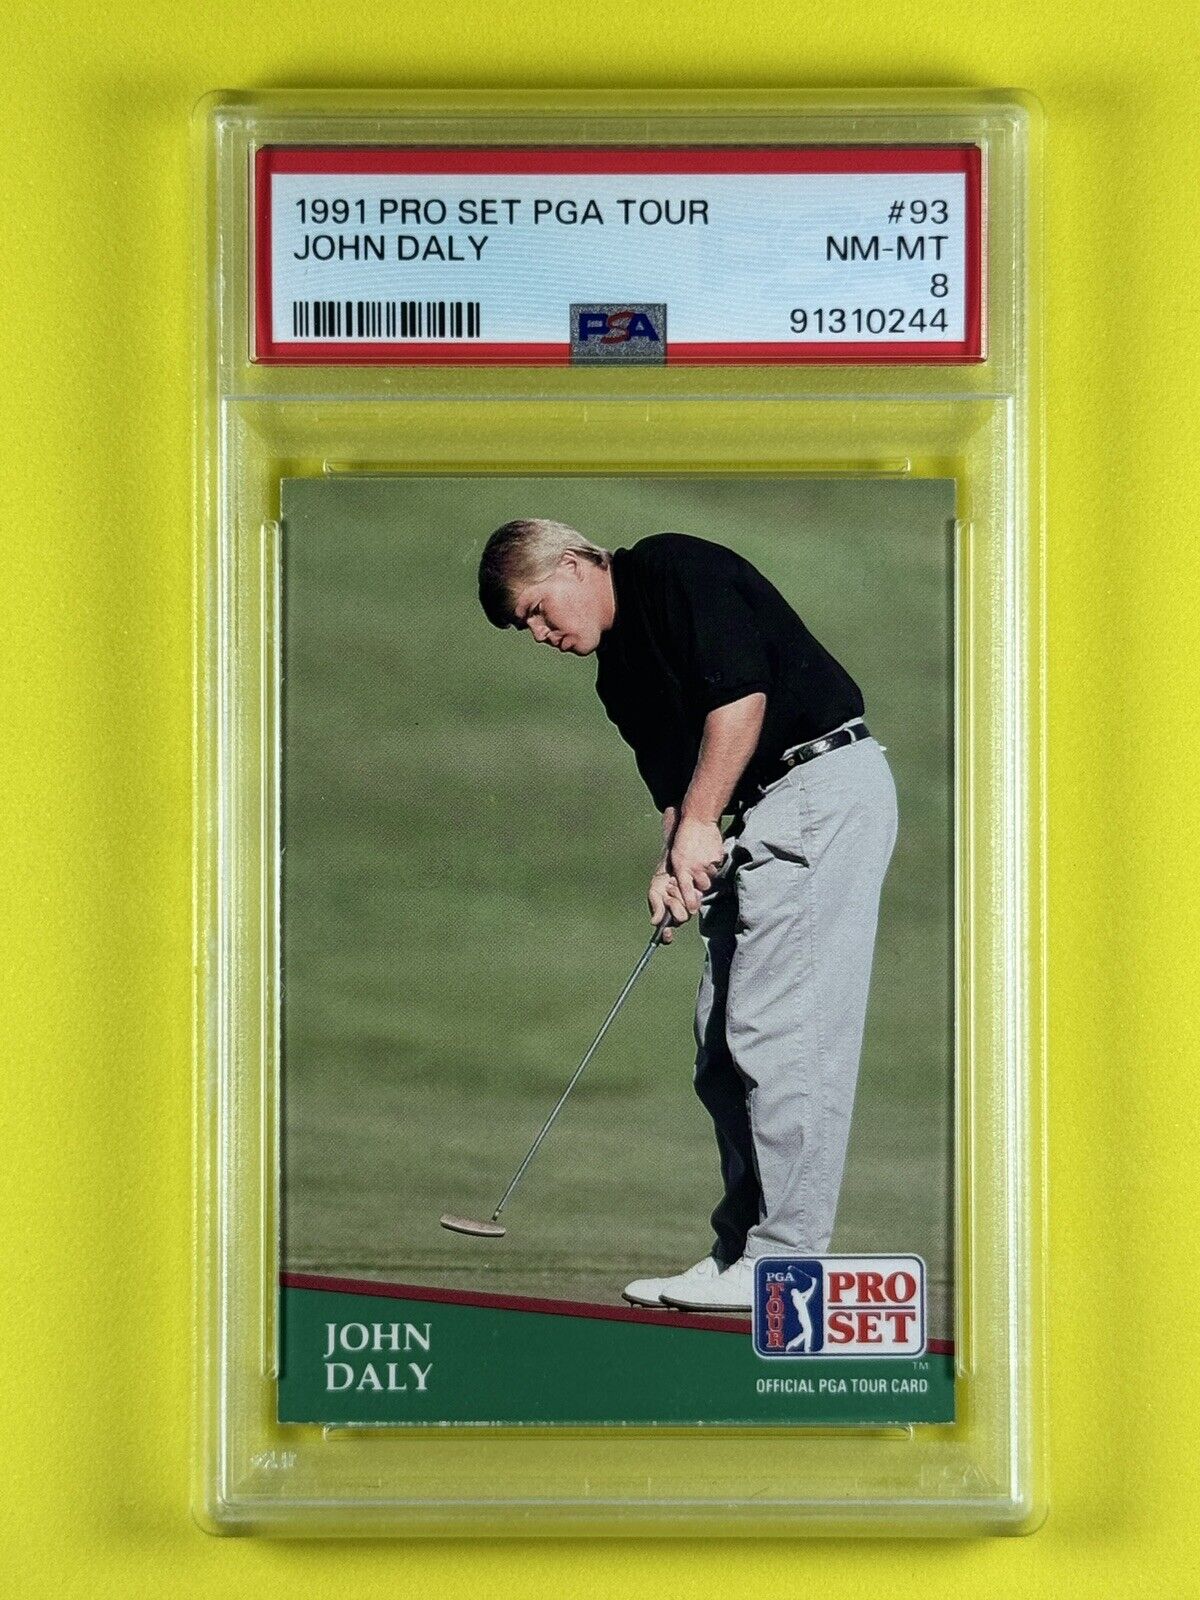 1991 PRO SET PGA TOUR #93
JOHN DALY NM-MT
8
PSA 91310244
PGA
TOUR
PRO
SET
TM
JOHN
DALY
OFFICIAL PGA TOUR CARD